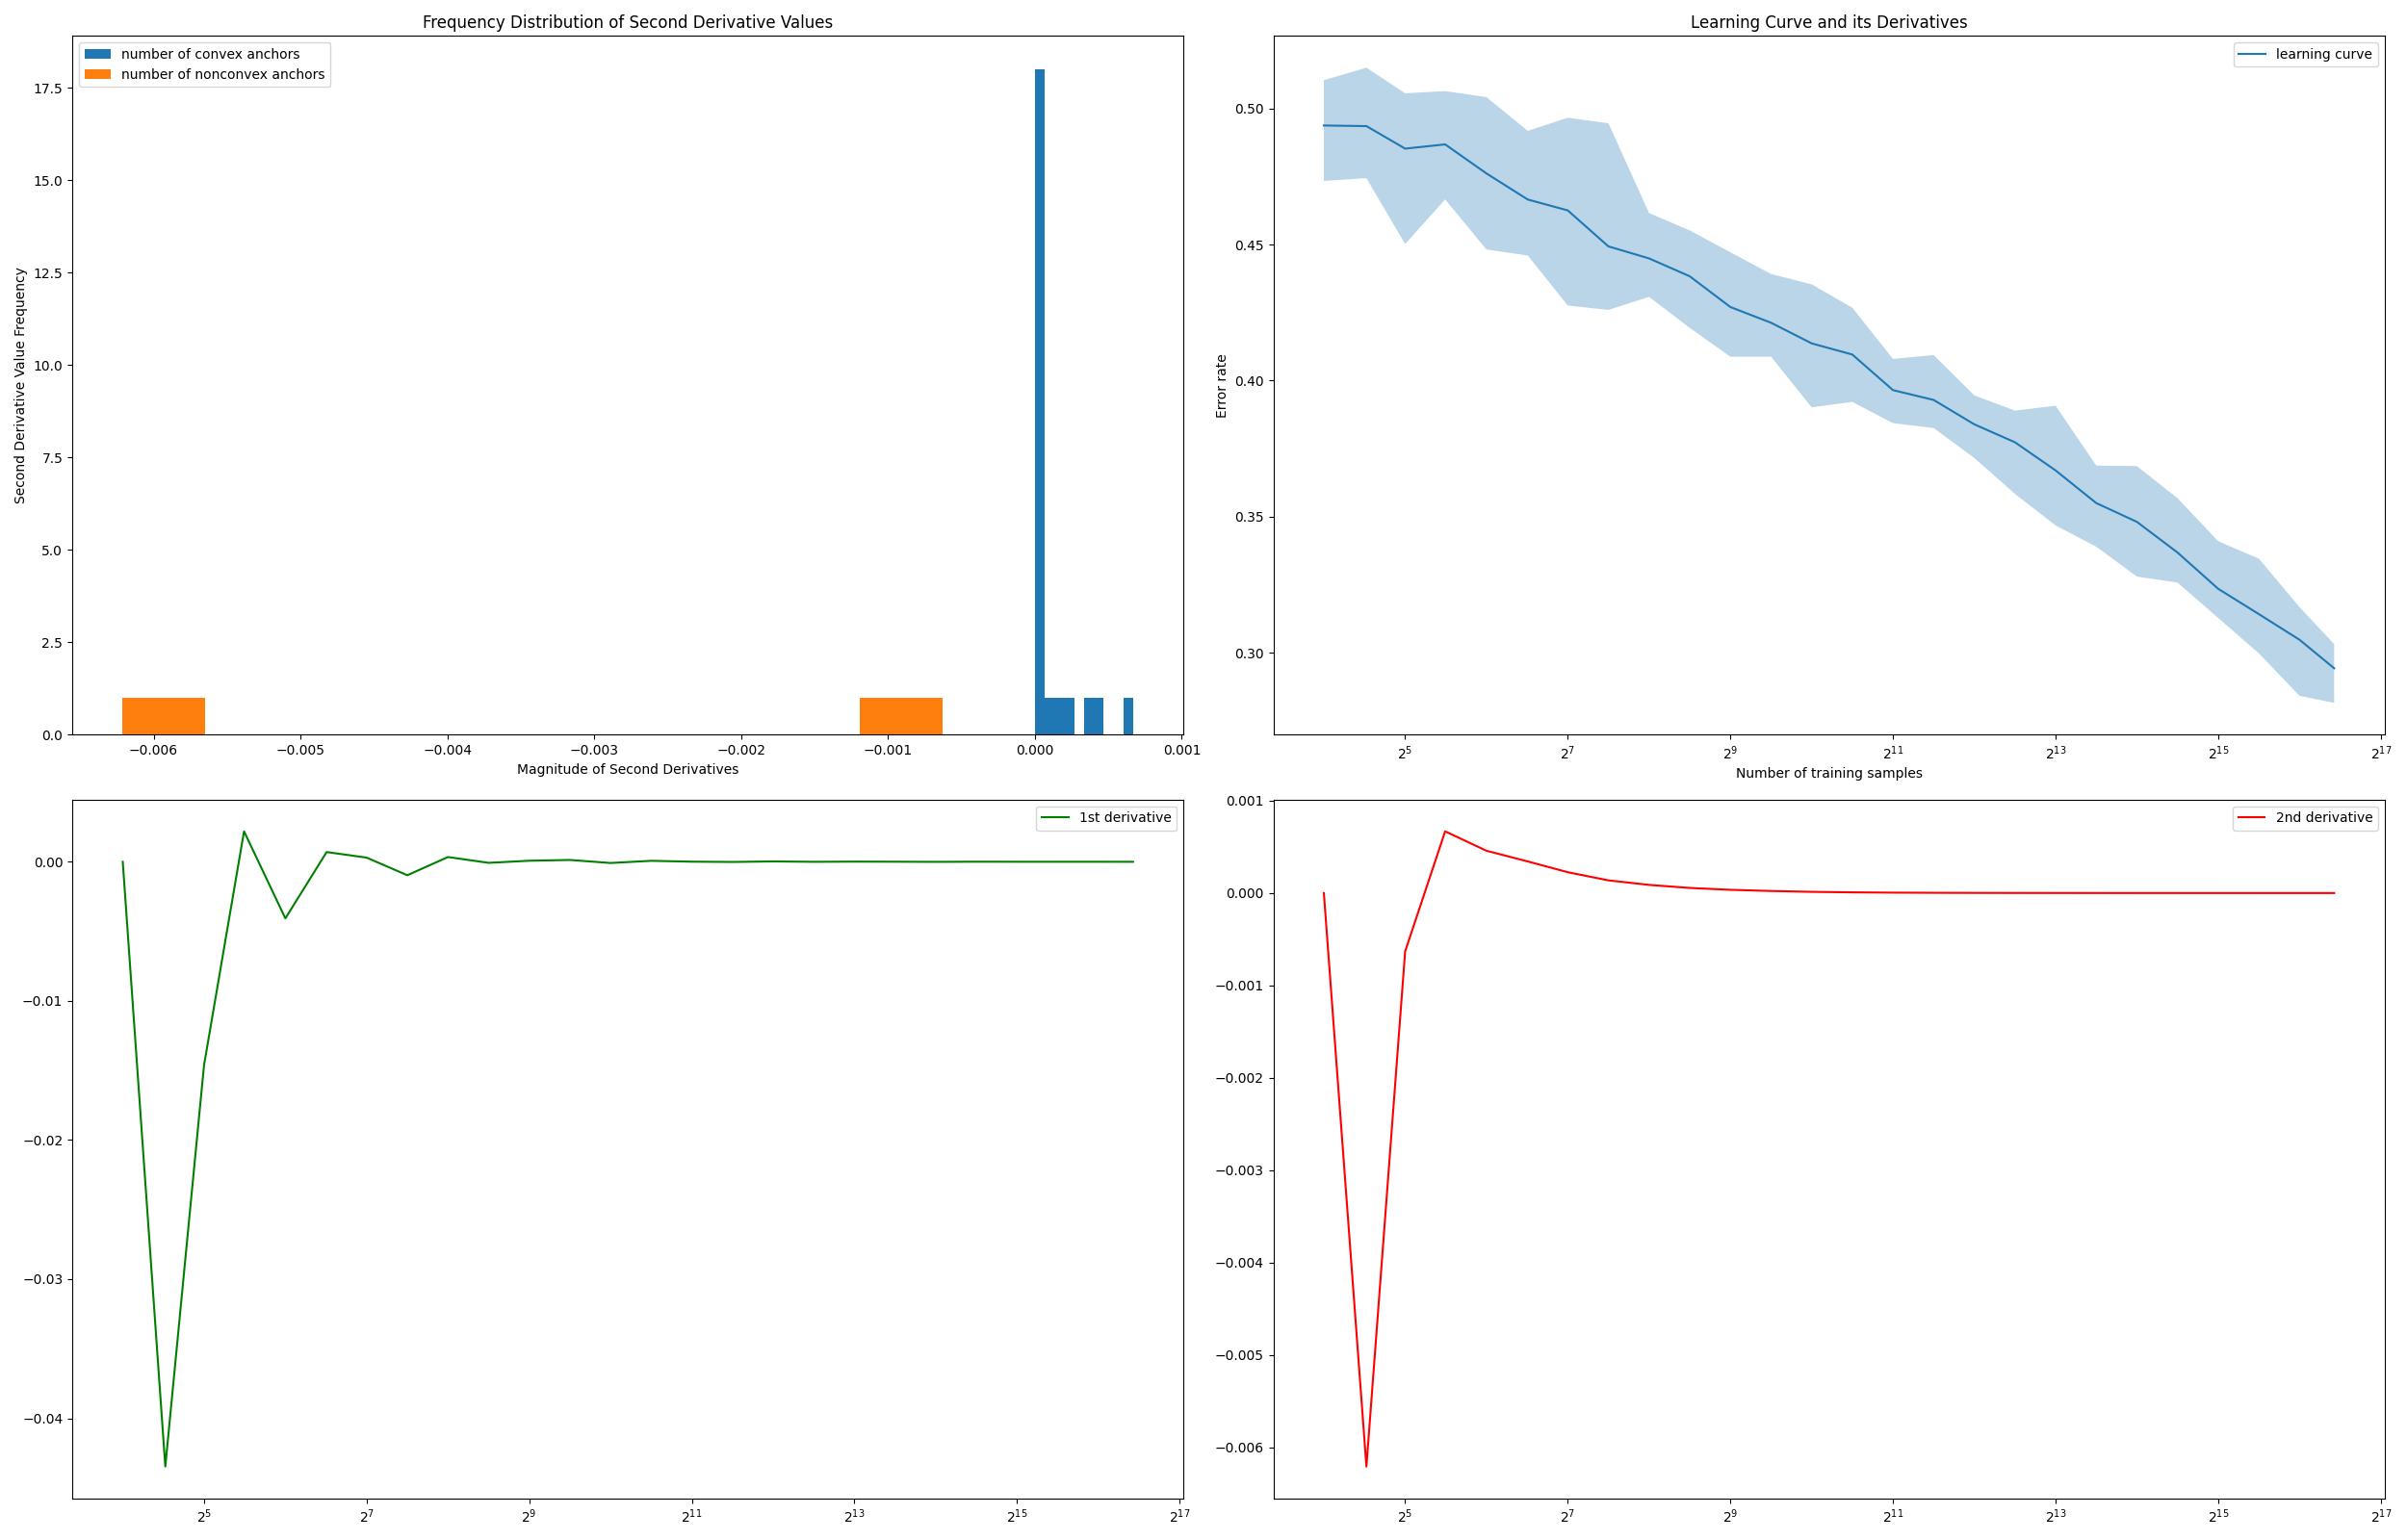 Frequency Distribution of Second Derivative Values
number of convex anchors
number of nonconvex anchors
17.5
15.0
12.5
10.0
7.5
5.0
2.5
0.0
Second Derivative Value Frequency
−0.006 −0.005 −0.004 −0.003 −0.002 −0.001 0.000 0.001
Magnitude of Second Derivatives
Learning Curve and its Derivatives
learning curve
0.50
0.45
0.40
0.35
0.30
Error rate
2^5 2^7 2^9 2^11 2^13 2^15 2^17
Number of training samples
1st derivative
0.00
−0.01
−0.02
−0.03
−0.04
2^5 2^7 2^9 2^11 2^13 2^15 2^17
2nd derivative
0.001
0.000
−0.001
−0.002
−0.003
−0.004
−0.005
−0.006
2^5 2^7 2^9 2^11 2^13 2^15 2^17